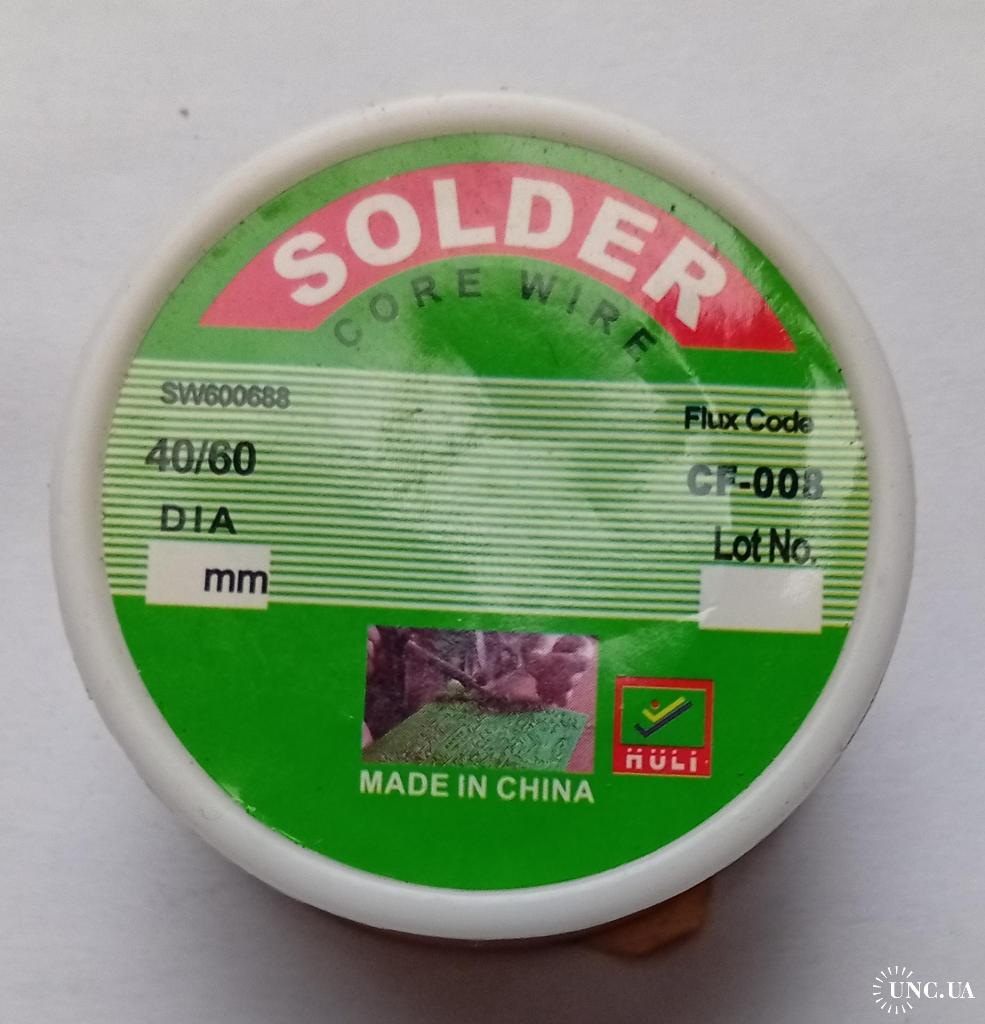 SOLDER
CORE WIRE
SW600688
40/60
DIA
mm
Flux Code
CF-008
Lot No.
MADE IN CHINA
HULI
UNC.UA